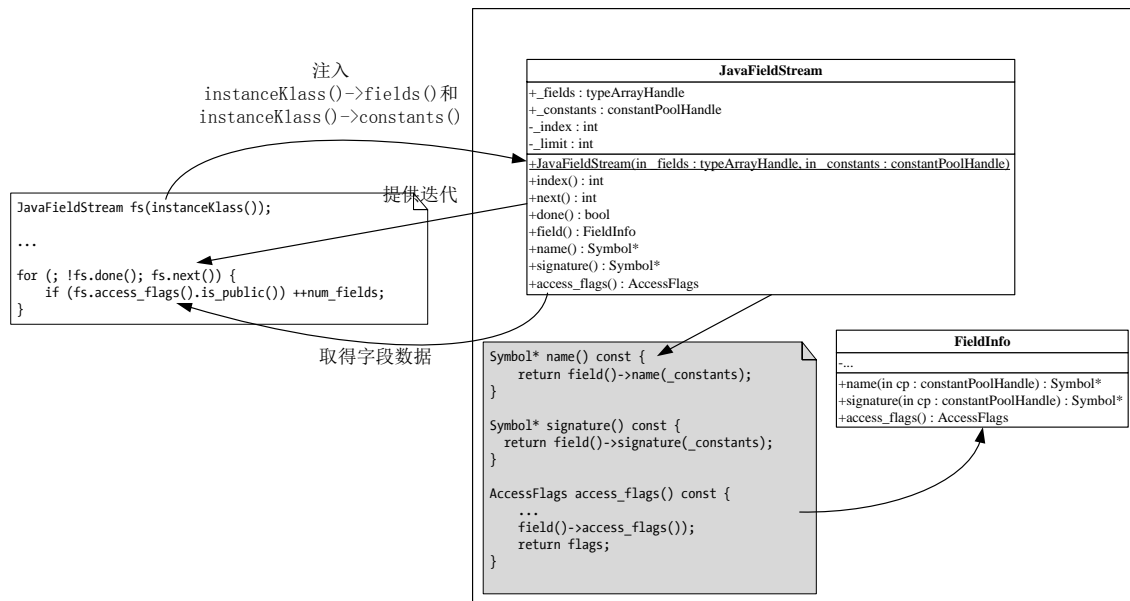 注入
instanceKlass()->fields()和
instanceKlass()->constants()
JavaFieldStream fs(instanceKlass());
...
for (; !fs.done(); fs.next()) {
if (fs.access_flags().is_public()) ++num_fields;
}
提供迭代
取得字段数据
JavaFieldStream
+_fields : typeArrayHandle
+_constants : constantPoolHandle
-_index : int
-_limit : int
+JavaFieldStream(in _fields : typeArrayHandle, in _constants : constantPoolHandle)
+index() : int
+next() : int
+done() : bool
+field() : FieldInfo
+name() : Symbol*
+signature() : Symbol*
+access_flags() : AccessFlags
Symbol* name() const {
return field()->name(_constants);
}
Symbol* signature() const {
return field()->signature(_constants);
}
AccessFlags access_flags() const {
...
field()->access_flags());
return flags;
}
FieldInfo
-...
+name(in cp : constantPoolHandle) : Symbol*
+signature(in cp : constantPoolHandle) : Symbol*
+access_flags() : AccessFlags